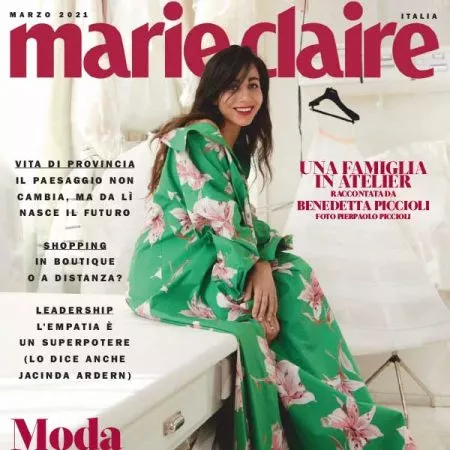 MARZO 2021
ITALIA
marie claire
VITA DI PROVINCIA
IL PAESAGGIO NON
CAMBIA, MA DA LÌ
NASCE IL FUTURO
SHOPPING
IN BOUTIQUE
O A DISTANZA?
LEADERSHIP
L'EMPATIA È
UN SUPERPOTERE
(LO DICE ANCHE
JACINDA ARDERN)
Moda
UNA FAMIGLIA
IN ATELIER
RACCONTATA DA
BENEDETTA PICCIOLI
FOTO PIERPAOLO PICCIOLI